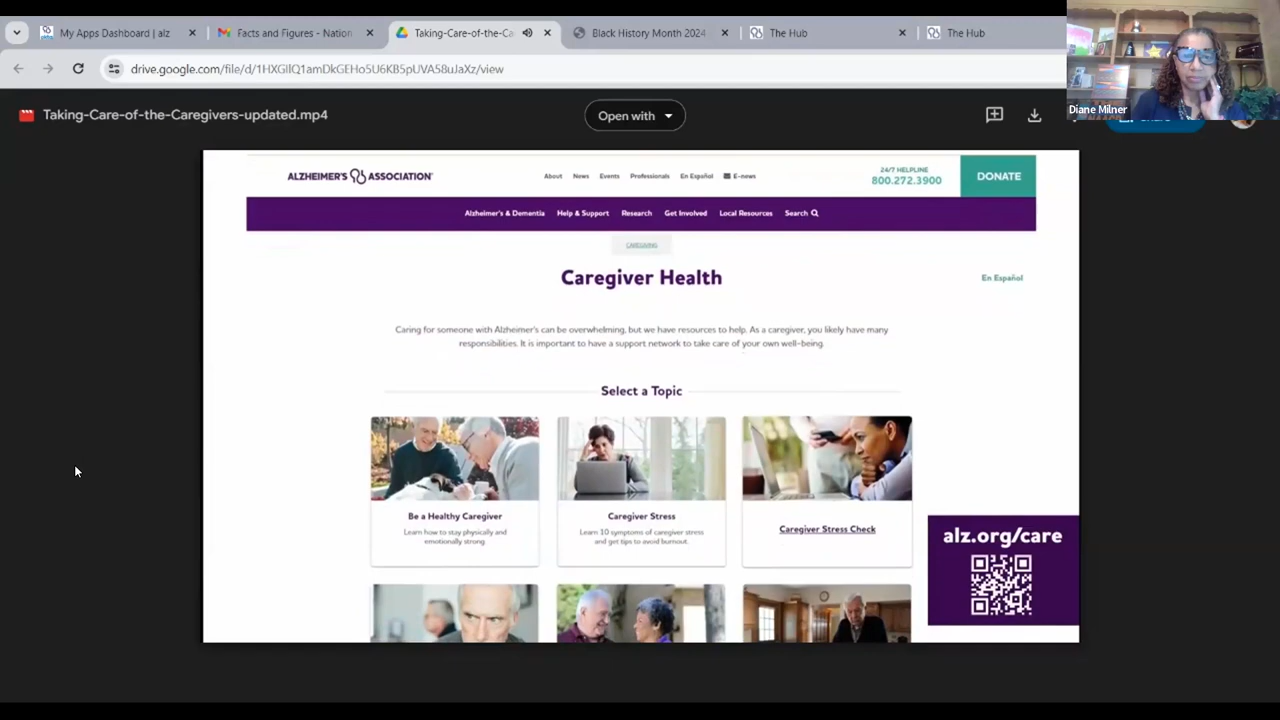 My Apps Dashboard | alz
Facts and Figures - Nation
Taking-Care-of-the-Ca
Black History Month 2024
The Hub
The Hub
drive.google.com/file/d/1HXGllQ1amDkGEHo5U6KB5pUVA58uJaXz/view
Diane Milner
Taking-Care-of-the-Caregivers-updated.mp4
Open with
ALZHEIMER'S ASSOCIATION
About
News
Events
Professionals
En Español
E-news
24/7 HELPLINE
800.272.3900
DONATE
Alzheimer's & Dementia
Help & Support
Research
Get Involved
Local Resources
Search
CAREGIVING
Caregiver Health
En Español
Caring for someone with Alzheimer's can be overwhelming, but we have resources to help. As a caregiver, you likely have many
responsibilities. It is important to have a support network to take care of your own well-being.
Select a Topic
Be a Healthy Caregiver
Learn how to stay physically and
emotionally strong
Caregiver Stress
Learn 10 symptoms of caregiver stress
and get tips to avoid burnout.
Caregiver Stress Check
alz.org/care